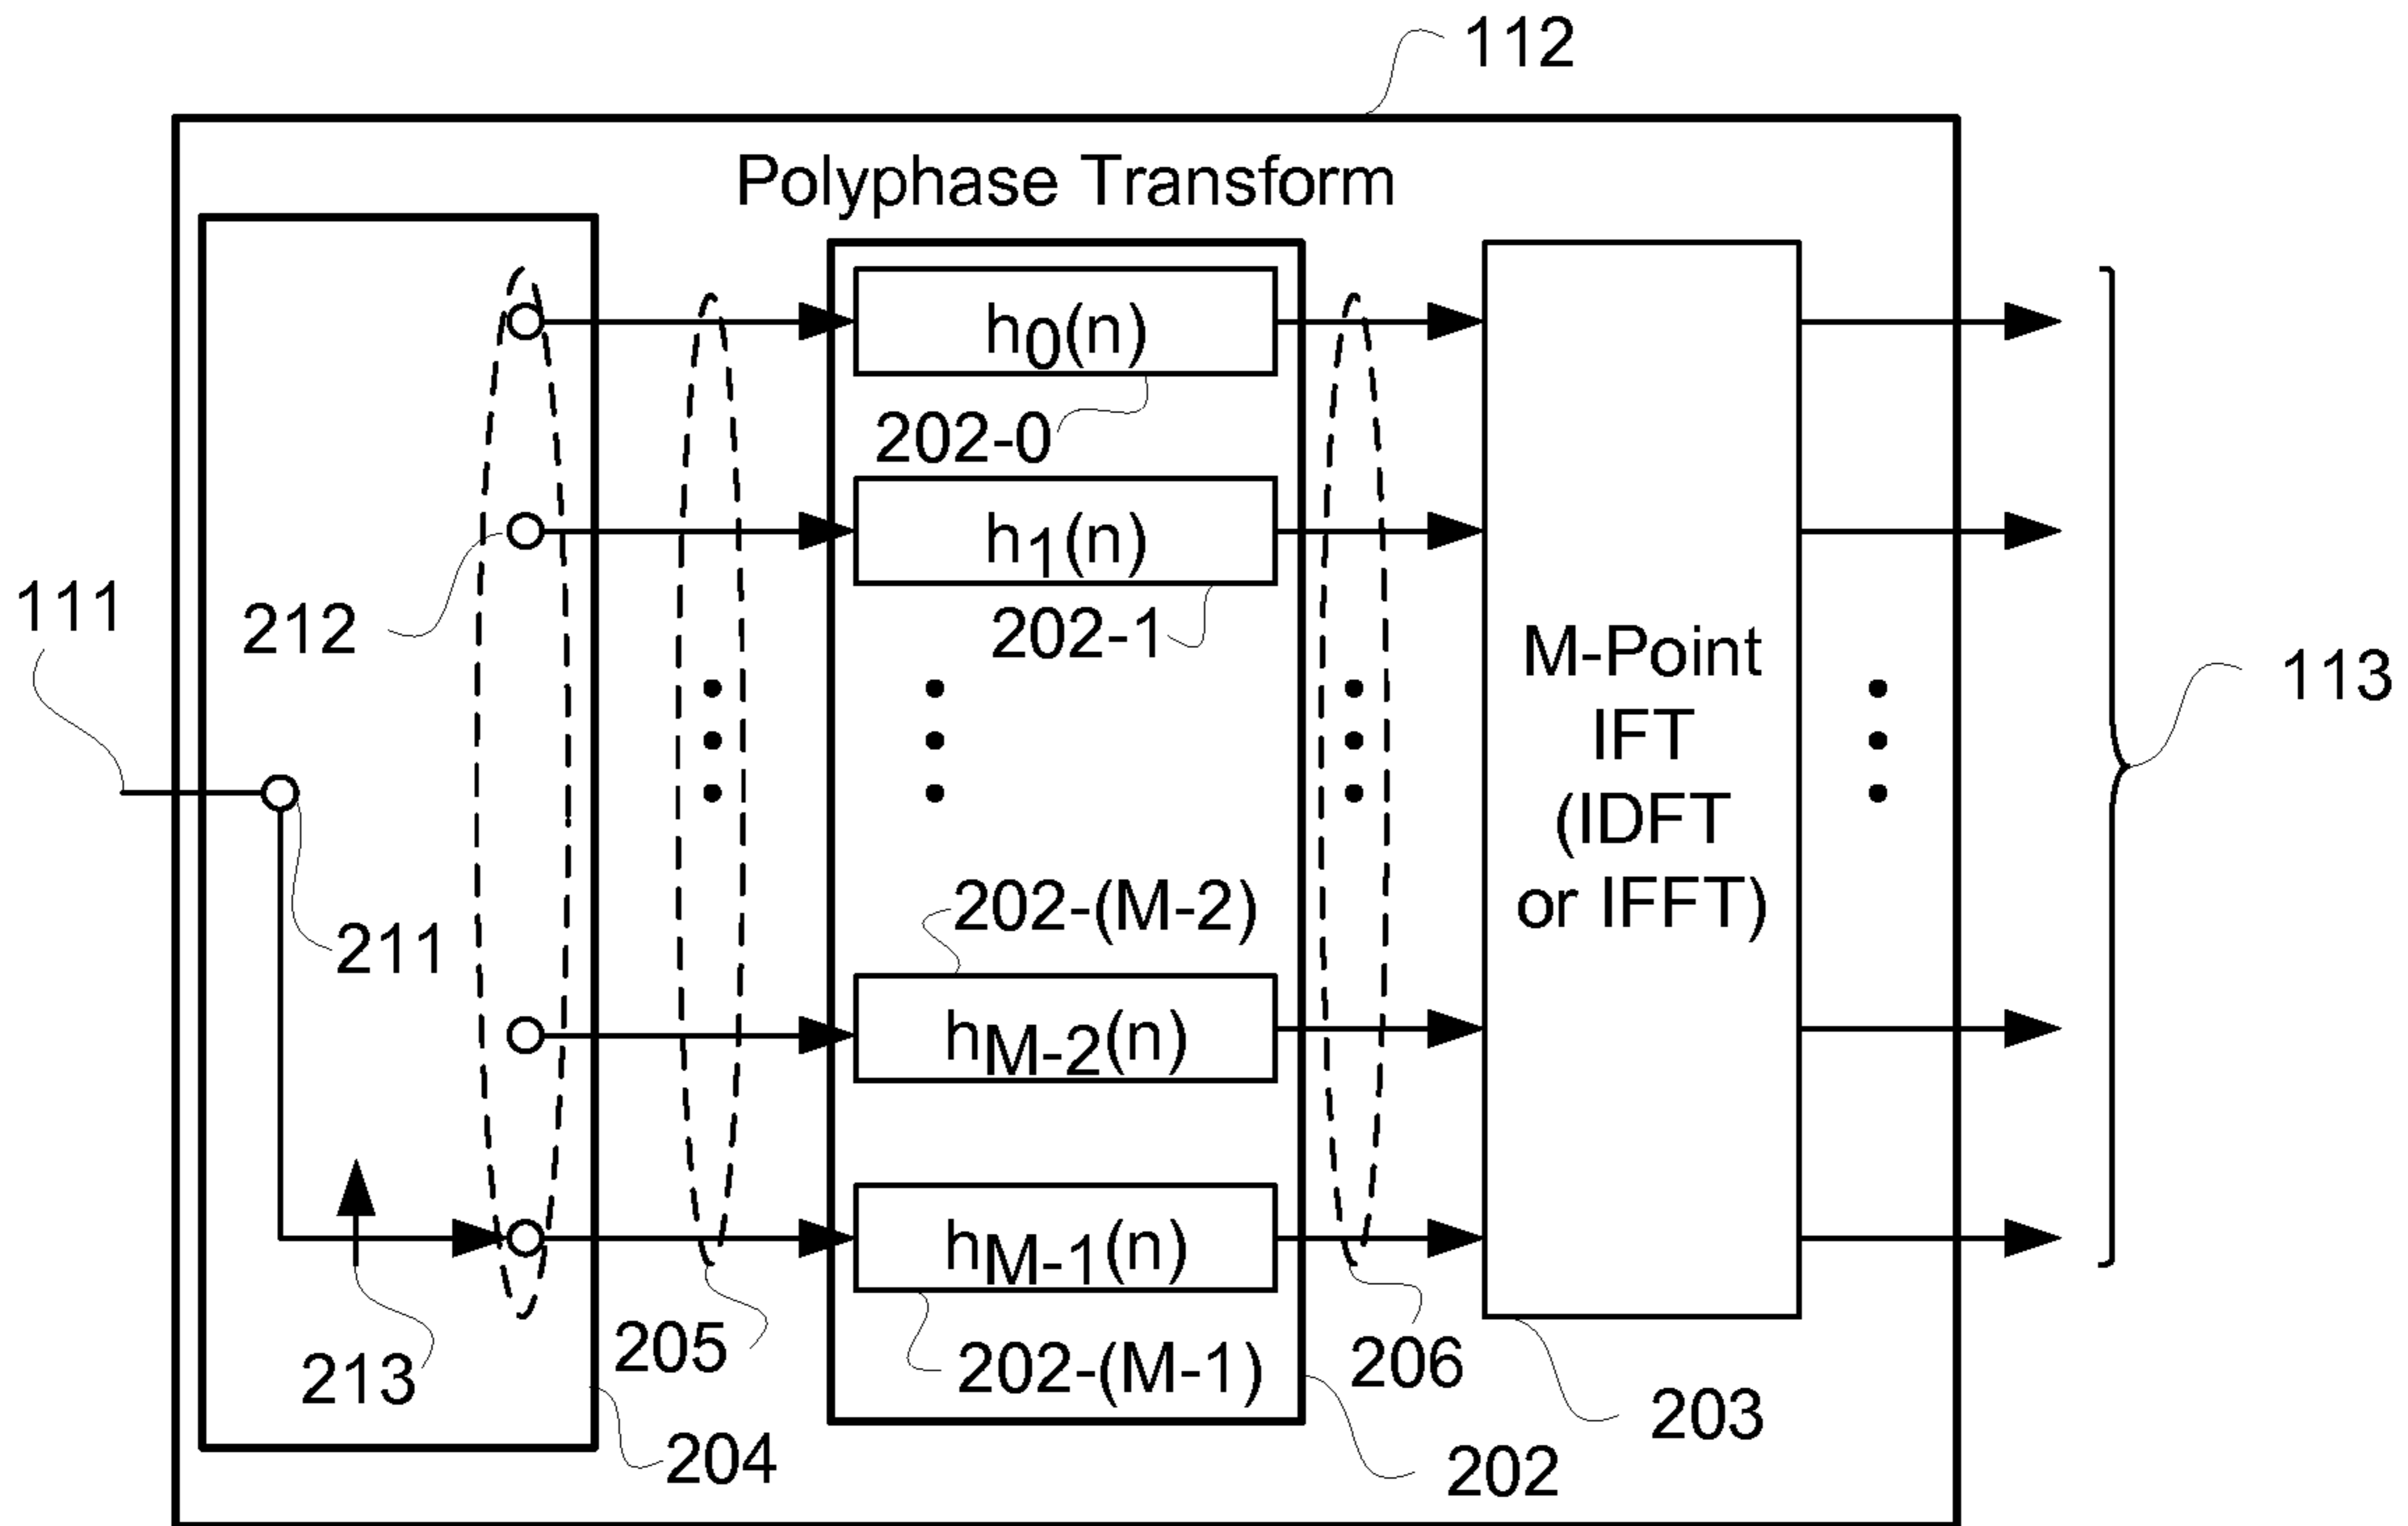 112
Polyphase Transform
h0(n)
202-0
h1(n)
202-1
111
212
M-Point
IFT
(IDFT
or IFFT)
113
211
202-(M-2)
hM-2(n)
hM-1(n)
213
205
202-(M-1)
206
203
204
202